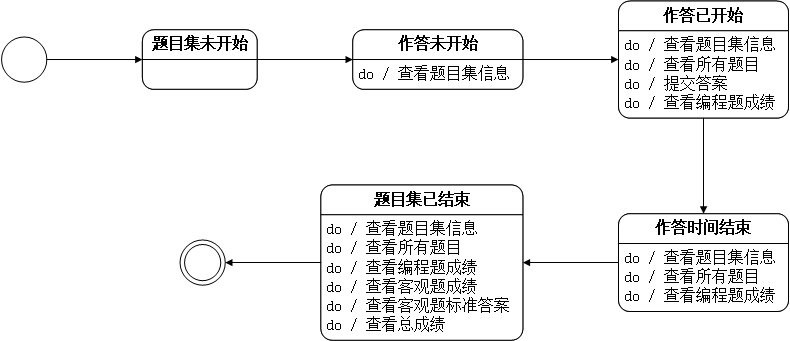 题目集未开始
作答未开始
do / 查看题目集信息
作答已开始
do / 查看题目集信息
do / 查看所有题目
do / 提交答案
do / 查看编程题成绩
题目集已结束
do / 查看题目集信息
do / 查看所有题目
do / 查看编程题成绩
do / 查看客观题成绩
do / 查看客观题标准答案
do / 查看总成绩
作答时间结束
do / 查看题目集信息
do / 查看所有题目
do / 查看编程题成绩